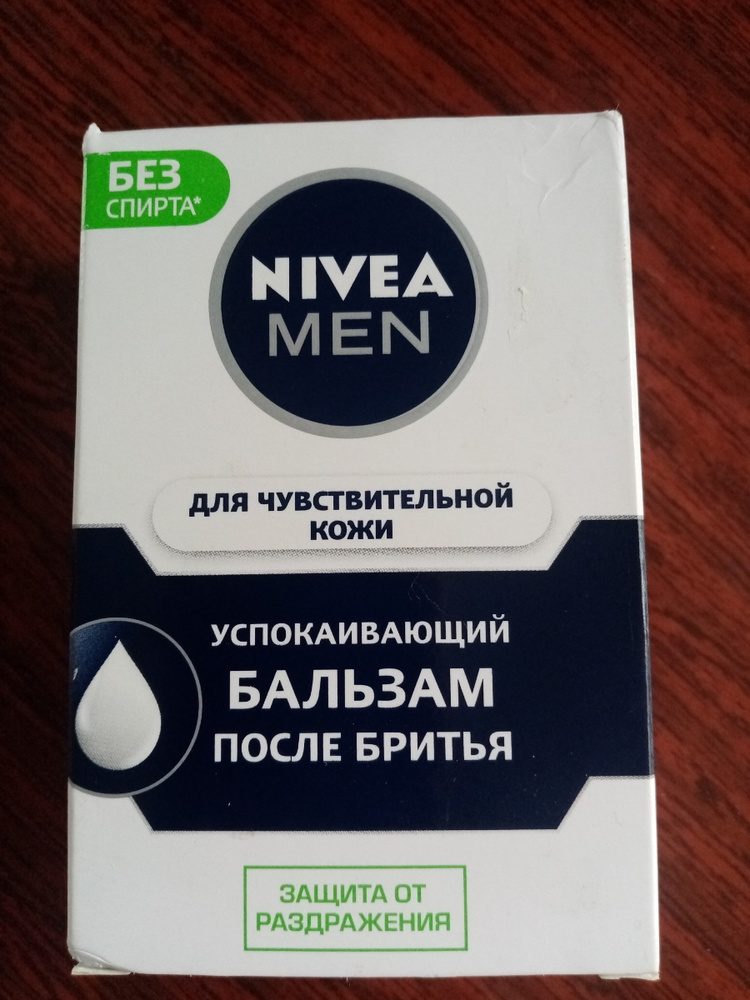 БЕЗ
СПИРТА*
NIVEA
MEN
ДЛЯ ЧУВСТВИТЕЛЬНОЙ
КОЖИ
УСПОКАИВАЮЩИЙ
БАЛЬЗАМ
ПОСЛЕ БРИТЬЯ
ЗАЩИТА ОТ
РАЗДРАЖЕНИЯ